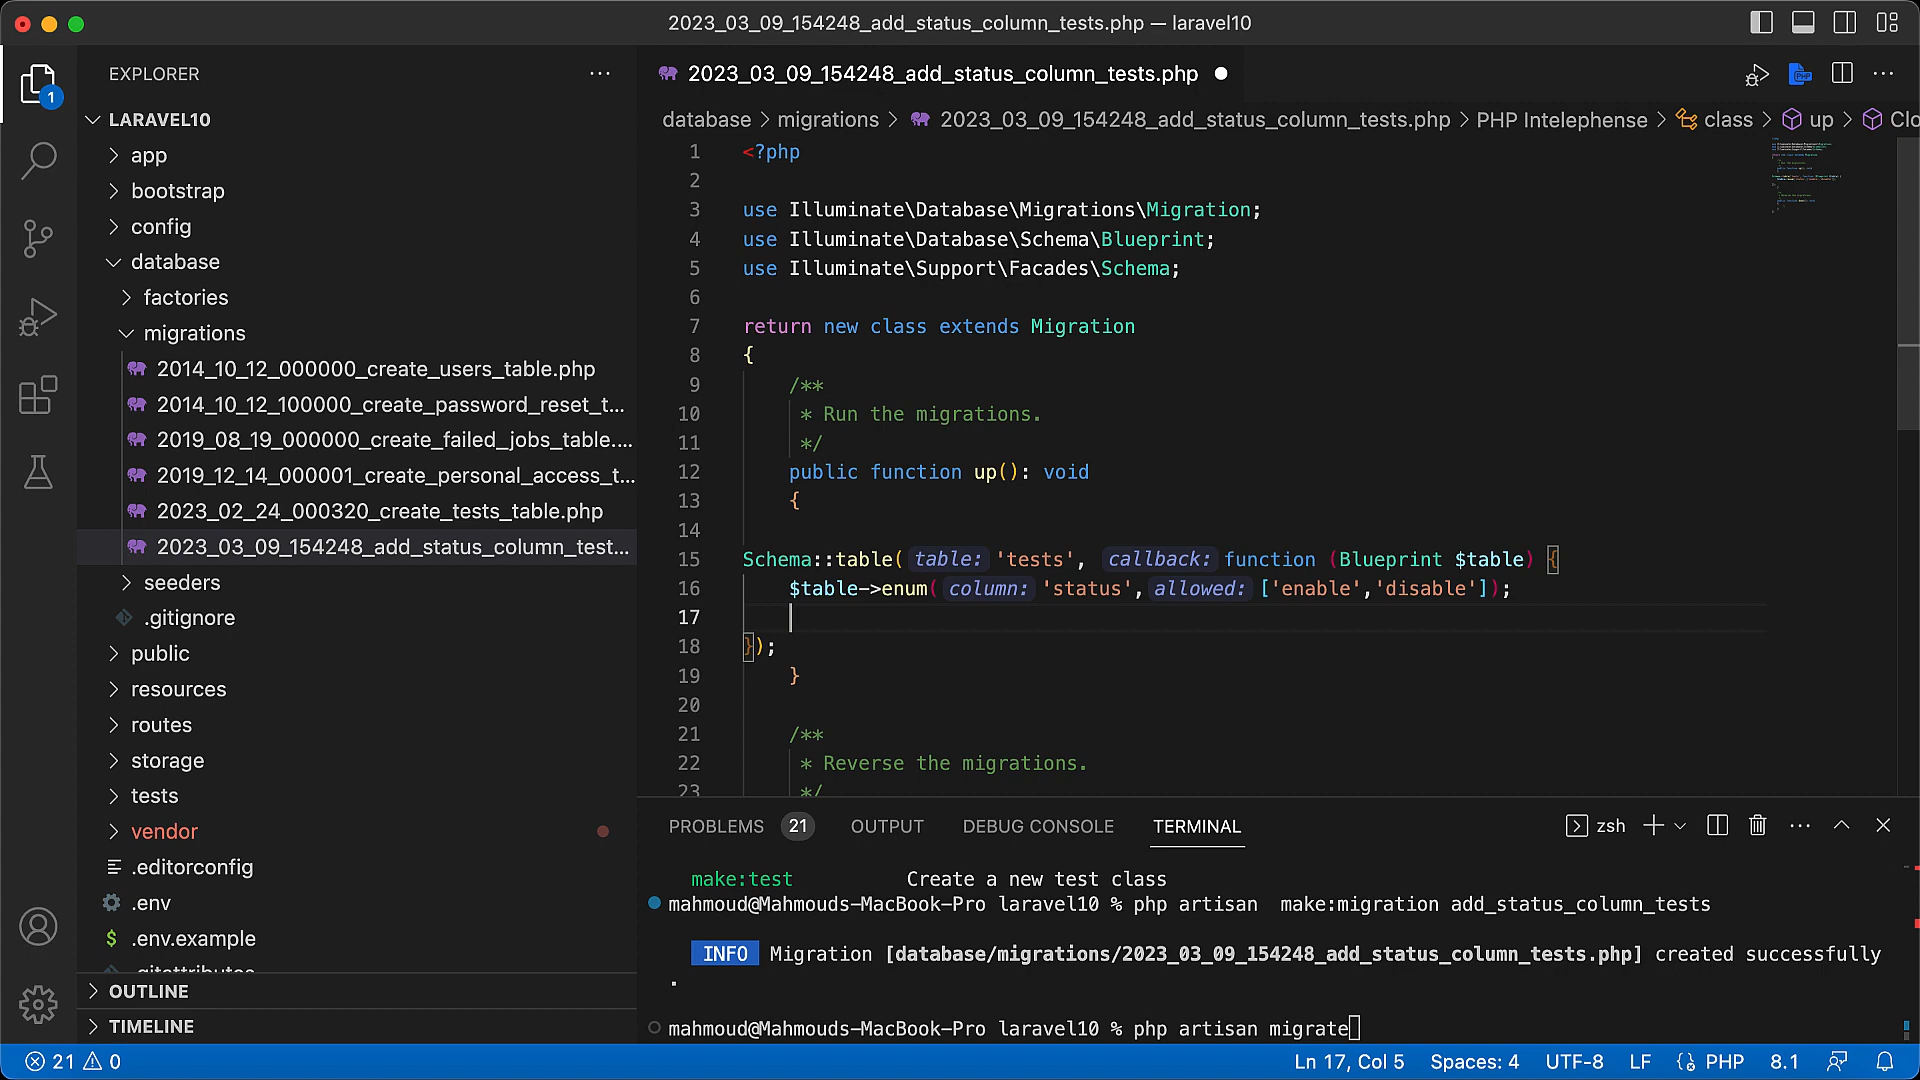 2023_03_09_154248_add_status_column_tests.php — laravel10
EXPLORER
1
LARAVEL10
app
bootstrap
config
database
factories
migrations
2014_10_12_000000_create_users_table.php
2014_10_12_100000_create_password_reset_t...
2019_08_19_000000_create_failed_jobs_table....
2019_12_14_000001_create_personal_access_t...
2023_02_24_000320_create_tests_table.php
2023_03_09_154248_add_status_column_test...
seeders
.gitignore
public
resources
routes
storage
tests
vendor
.editorconfig
.env
$ .env.example
.gitattributes
OUTLINE
TIMELINE
2023_03_09_154248_add_status_column_tests.php
database > migrations > 2023_03_09_154248_add_status_column_tests.php > PHP Intelephense > class > up > Clo
1 <?php
2
3 use Illuminate\Database\Migrations\Migration;
4 use Illuminate\Database\Schema\Blueprint;
5 use Illuminate\Support\Facades\Schema;
6
7 return new class extends Migration
8 {
9 /**
10 * Run the migrations.
11 */
12 public function up(): void
13 {
14
15 Schema::table( table: 'tests', callback: function (Blueprint $table) {
16 $table->enum( column: 'status', allowed: ['enable','disable']);
17
18 });
19 }
20
21 /**
22 * Reverse the migrations.
23 */
PROBLEMS 21 OUTPUT DEBUG CONSOLE TERMINAL
zsh
make:test Create a new test class
mahmoud@Mahmouds-MacBook-Pro laravel10 % php artisan  make:migration add_status_column_tests
INFO Migration [database/migrations/2023_03_09_154248_add_status_column_tests.php] created successfully
.
mahmoud@Mahmouds-MacBook-Pro laravel10 % php artisan migrate
21 0
Ln 17, Col 5 Spaces: 4 UTF-8 LF PHP 8.1